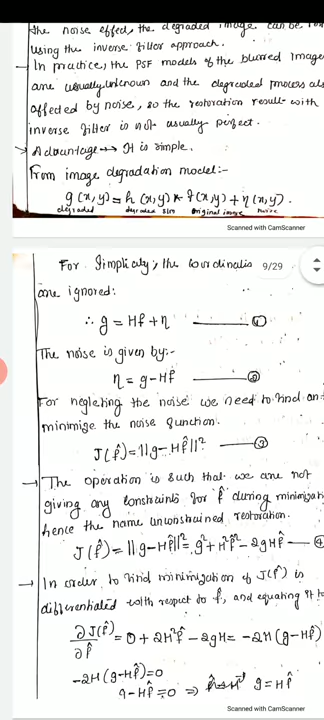 the noise effect, the degraded image can be
using the inverse filter approach.
→ In practice, the PSF models of the blurred image
are usually unknown and the degraded process al
affected by noise, so the restoration result with
inverse filter is not usually perfect.
→ Advantage → It is simple.
From image degradation model:-
g(x,y) = h(x,y) * f(x,y) + η(x,y).
degraded original image noise
Scanned with CamScanner
For simplicity, the coordinates
9/29
are ignored:
∴ g = Hf + η
The noise is given by:-
η = g - Hf
For neglecting the noise we need to find an
minimize the noise function.
J(f̂) = ||g - Hf̂||² — ③
→ The operation is such that we are not
giving any constraints for f̂ during minimiza
hence the name unconstrained restoration.
J(f̂) = ||g - Hf̂||² = g² + H²f̂² - 2gHf̂ — ④
→ In order to find minimization of J(f̂) is
differentiated with respect to f̂, and equating it to
∂J(f̂)/∂f̂ = 0 + 2H²f̂ - 2gH = -2H(g - Hf̂)
-2H(g - Hf̂) = 0
g - Hf̂ = 0 ⇒ g = Hf̂
Scanned with CamScanner